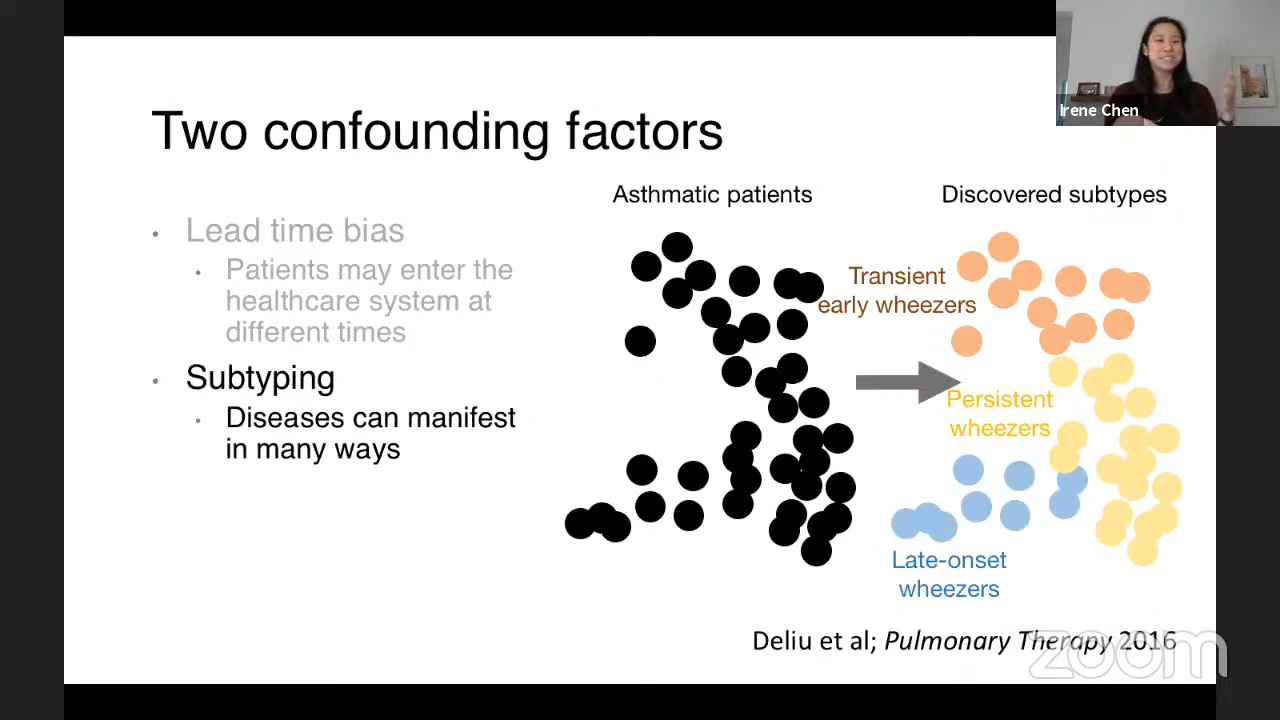 Irene Chen
Two confounding factors
• Lead time bias
• Patients may enter the
healthcare system at
different times
• Subtyping
• Diseases can manifest
in many ways
Asthmatic patients
Discovered subtypes
Transient
early wheezers
Persistent
wheezers
Late-onset
wheezers
Deliu et al; Pulmonary Therapy 2016
zoom